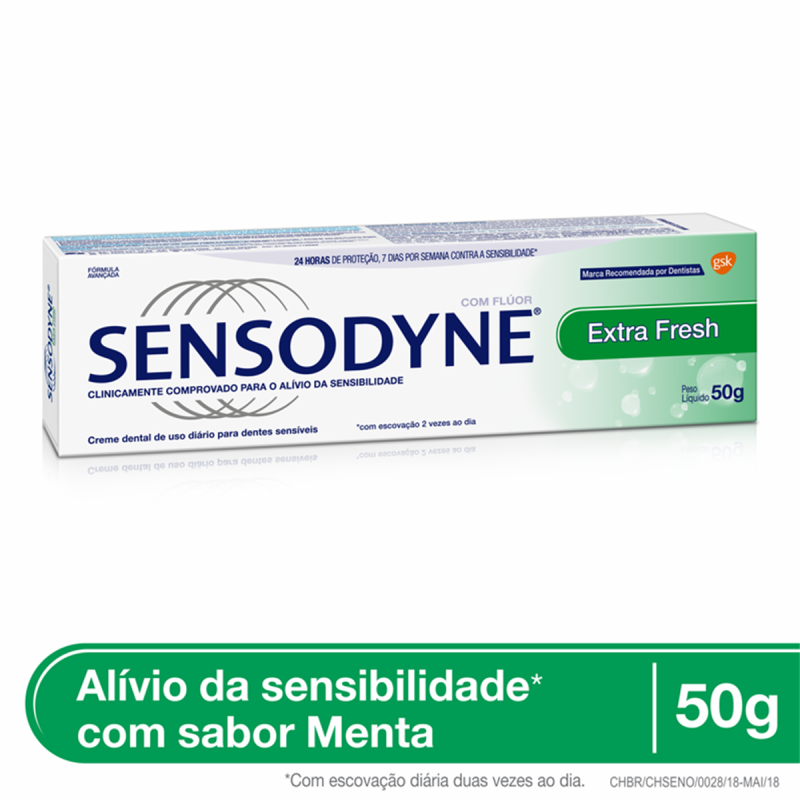 FÓRMULA
AVANÇADA
24 HORAS DE PROTEÇÃO, 7 DIAS POR SEMANA CONTRA A SENSIBILIDADE*
gsk
Marca Recomendada por Dentistas
COM FLÚOR
SENSODYNE®
Extra Fresh
CLINICAMENTE COMPROVADO PARA O ALÍVIO DA SENSIBILIDADE
Peso
Líquido 50g
Creme dental de uso diário para dentes sensíveis
*com escovação 2 vezes ao dia
SENSODYNE
Alívio da sensibilidade*
com sabor Menta
50g
*Com escovação diária duas vezes ao dia.
CHBR/CHSENO/0028/18-MAI/18